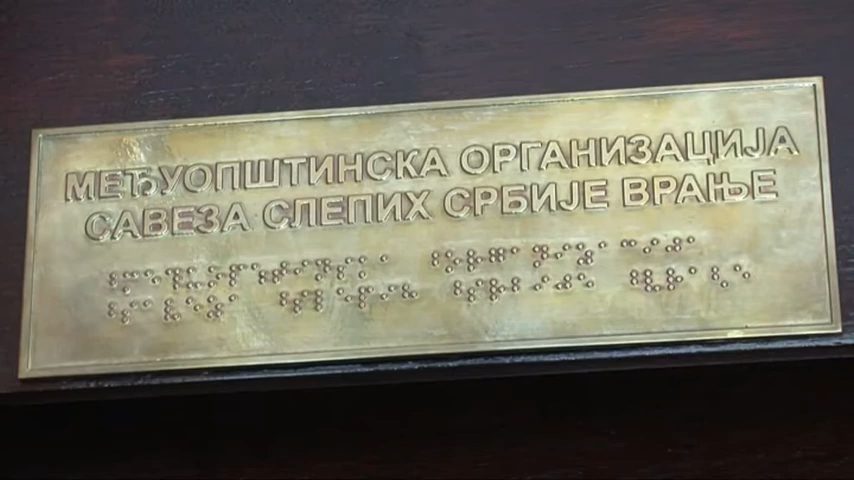 МЕЂУОПШТИНСКА ОРГАНИЗАЦИЈА
САВЕЗА СЛЕПИХ СРБИЈЕ ВРАЊЕ